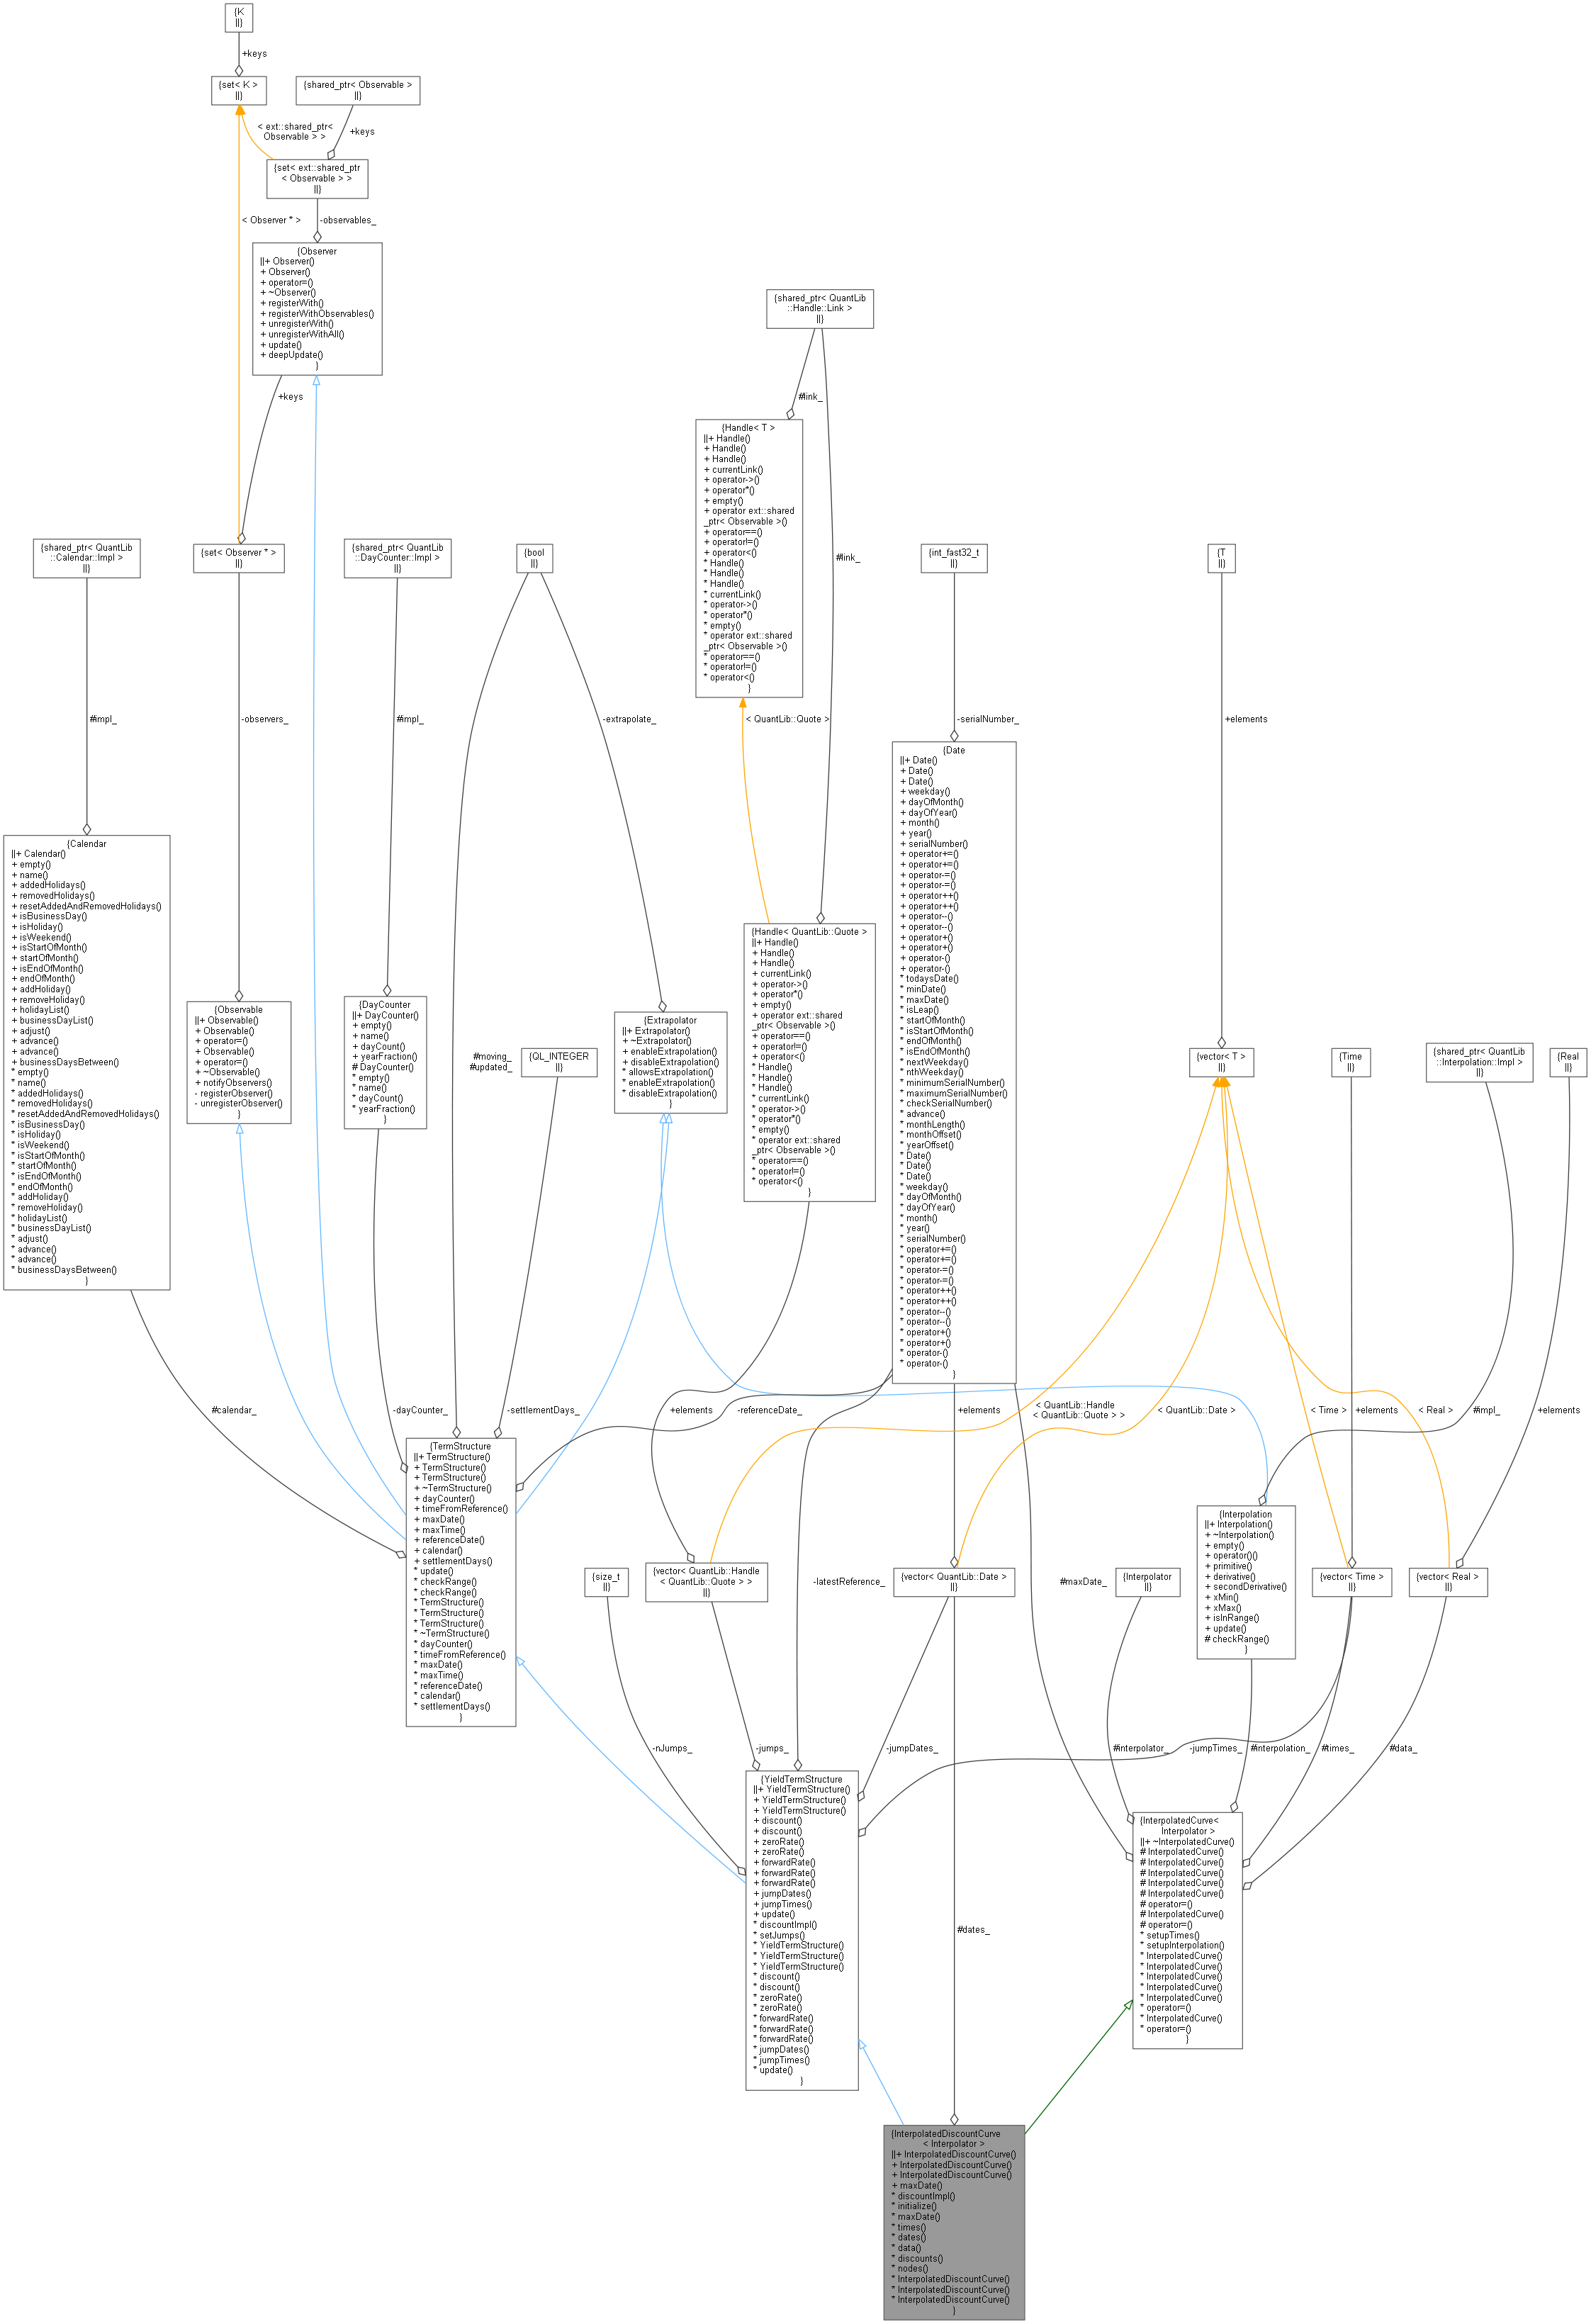 {K
||}
+keys
{set< K >
||}
{shared_ptr< Observable >
||}
< ext::shared_ptr<
Observable > >
+keys
{set< ext::shared_ptr
< Observable > >
||}
< Observer * >
-observables_
{Observer
||+ Observer()
+ Observer()
+ operator=()
+ ~Observer()
+ registerWith()
+ registerWithObservables()
+ unregisterWith()
+ unregisterWithAll()
+ update()
+ deepUpdate()
}
+keys
{shared_ptr< QuantLib
::Handle::Link >
||}
#link_
{Handle< T >
||+ Handle()
+ Handle()
+ Handle()
+ currentLink()
+ operator->()
+ operator*()
+ empty()
+ operator ext::shared
_ptr< Observable >()
+ operator==()
+ operator!=()
+ operator<()
* Handle()
* Handle()
* Handle()
* currentLink()
* operator->()
* operator*()
* empty()
* operator ext::shared
_ptr< Observable >()
* operator==()
* operator!=()
* operator<()
}
#link_
{shared_ptr< QuantLib
::Calendar::Impl >
||}
{set< Observer * >
||}
{shared_ptr< QuantLib
::DayCounter::Impl >
||}
{bool
||}
{int_fast32_t
||}
{T
||}
#impl_
-observers_
#impl_
-extrapolate_
< QuantLib::Quote >
-serialNumber_
+elements
{Calendar
||+ Calendar()
+ empty()
+ name()
+ addedHolidays()
+ removedHolidays()
+ resetAddedAndRemovedHolidays()
+ isBusinessDay()
+ isHoliday()
+ isWeekend()
+ isStartOfMonth()
+ startOfMonth()
+ isEndOfMonth()
+ endOfMonth()
+ addHoliday()
+ removeHoliday()
+ holidayList()
+ businessDayList()
+ adjust()
+ advance()
+ advance()
+ businessDaysBetween()
* empty()
* name()
* addedHolidays()
* removedHolidays()
* resetAddedAndRemovedHolidays()
* isBusinessDay()
* isHoliday()
* isWeekend()
* isStartOfMonth()
* startOfMonth()
* isEndOfMonth()
* endOfMonth()
* addHoliday()
* removeHoliday()
* holidayList()
* businessDayList()
* adjust()
* advance()
* advance()
* businessDaysBetween()
}
{Observable
||+ Observable()
+ Observable()
+ operator=()
+ Observable()
+ operator=()
+ ~Observable()
+ notifyObservers()
- registerObserver()
- unregisterObserver()
}
{DayCounter
||+ DayCounter()
+ empty()
+ name()
+ dayCount()
+ yearFraction()
# DayCounter()
* empty()
* name()
* dayCount()
* yearFraction()
}
#moving_
#updated_
{QL_INTEGER
||}
{Extrapolator
||+ Extrapolator()
+ ~Extrapolator()
+ enableExtrapolation()
+ disableExtrapolation()
* allowsExtrapolation()
* enableExtrapolation()
* disableExtrapolation()
}
{Handle< QuantLib::Quote >
||+ Handle()
+ Handle()
+ Handle()
+ currentLink()
+ operator->()
+ operator*()
+ empty()
+ operator ext::shared
_ptr< Observable >()
+ operator==()
+ operator!=()
+ operator<()
* Handle()
* Handle()
* Handle()
* currentLink()
* operator->()
* operator*()
* empty()
* operator ext::shared
_ptr< Observable >()
* operator==()
* operator!=()
* operator<()
}
{Date
||+ Date()
+ Date()
+ Date()
+ weekday()
+ dayOfMonth()
+ dayOfYear()
+ month()
+ year()
+ serialNumber()
+ operator+=()
+ operator+=()
+ operator-=()
+ operator-=()
+ operator++()
+ operator++()
+ operator--()
+ operator--()
+ operator+()
+ operator+()
+ operator-()
+ operator-()
* todaysDate()
* minDate()
* maxDate()
* isLeap()
* startOfMonth()
* isStartOfMonth()
* endOfMonth()
* isEndOfMonth()
* nextWeekday()
* nthWeekday()
* minimumSerialNumber()
* maximumSerialNumber()
* checkSerialNumber()
* advance()
* monthLength()
* monthOffset()
* yearOffset()
* Date()
* Date()
* Date()
* weekday()
* dayOfMonth()
* dayOfYear()
* month()
* year()
* serialNumber()
* operator+=()
* operator+=()
* operator-=()
* operator-=()
* operator++()
* operator++()
* operator--()
* operator--()
* operator+()
* operator+()
* operator-()
* operator-()
}
{vector< T >
||}
{Time
||}
{shared_ptr< QuantLib
::Interpolation::Impl >
||}
{Real
||}
#calendar_
-dayCounter_
-settlementDays_
+elements
-referenceDate_
+elements
< QuantLib::Handle
< QuantLib::Quote > >
< QuantLib::Date >
< Time >
+elements
< Real >
#impl_
+elements
{TermStructure
||+ TermStructure()
+ TermStructure()
+ TermStructure()
+ ~TermStructure()
+ dayCounter()
+ timeFromReference()
+ maxDate()
+ maxTime()
+ referenceDate()
+ calendar()
+ settlementDays()
* update()
* checkRange()
* checkRange()
* TermStructure()
* TermStructure()
* TermStructure()
* ~TermStructure()
* dayCounter()
* timeFromReference()
* maxDate()
* maxTime()
* referenceDate()
* calendar()
* settlementDays()
}
{size_t
||}
{vector< QuantLib::Handle
< QuantLib::Quote > >
||}
-latestReference_
{vector< QuantLib::Date >
||}
#maxDate_
{Interpolator
||}
{Interpolation
||+ Interpolation()
+ ~Interpolation()
+ empty()
+ operator()()
+ primitive()
+ derivative()
+ secondDerivative()
+ xMin()
+ xMax()
+ isInRange()
+ update()
# checkRange()
}
{vector< Time >
||}
{vector< Real >
||}
-nJumps_
-jumps_
-jumpDates_
#interpolator_
-jumpTimes_
#interpolation_
#times_
#data_
{YieldTermStructure
||+ YieldTermStructure()
+ YieldTermStructure()
+ YieldTermStructure()
+ discount()
+ discount()
+ zeroRate()
+ zeroRate()
+ forwardRate()
+ forwardRate()
+ forwardRate()
+ jumpDates()
+ jumpTimes()
+ update()
* discountImpl()
* setJumps()
* YieldTermStructure()
* YieldTermStructure()
* YieldTermStructure()
* discount()
* discount()
* zeroRate()
* zeroRate()
* forwardRate()
* forwardRate()
* forwardRate()
* jumpDates()
* jumpTimes()
* update()
}
#dates_
{InterpolatedCurve<
Interpolator >
||+ ~InterpolatedCurve()
# InterpolatedCurve()
# InterpolatedCurve()
# InterpolatedCurve()
# InterpolatedCurve()
# InterpolatedCurve()
# operator=()
# InterpolatedCurve()
# operator=()
* setupTimes()
* setupInterpolation()
* InterpolatedCurve()
* InterpolatedCurve()
* InterpolatedCurve()
* InterpolatedCurve()
* InterpolatedCurve()
* operator=()
* InterpolatedCurve()
* operator=()
}
{InterpolatedDiscountCurve
< Interpolator >
||+ InterpolatedDiscountCurve()
+ InterpolatedDiscountCurve()
+ InterpolatedDiscountCurve()
+ maxDate()
* discountImpl()
* initialize()
* maxDate()
* times()
* dates()
* data()
* discounts()
* nodes()
* InterpolatedDiscountCurve()
* InterpolatedDiscountCurve()
* InterpolatedDiscountCurve()
}